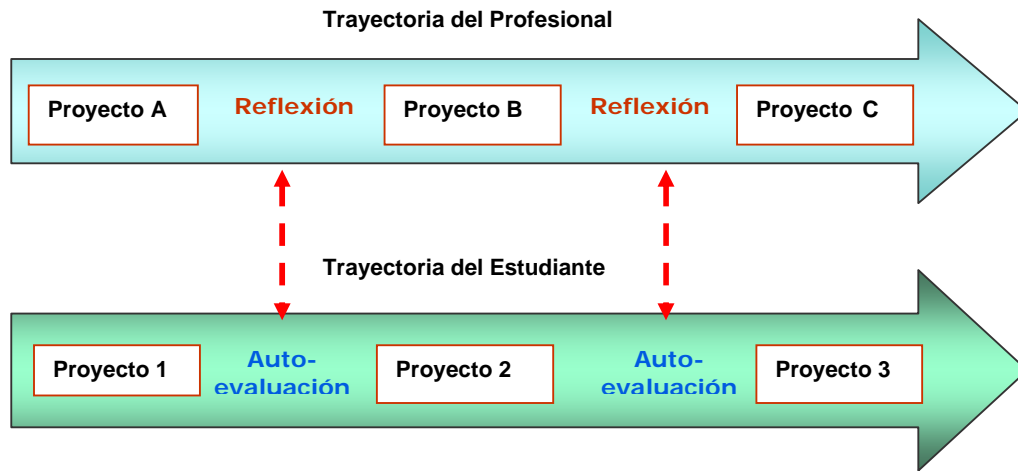 Trayectoria del Profesional
Proyecto A
Reflexión
Proyecto B
Reflexión
Proyecto C
Trayectoria del Estudiante
Proyecto 1
Auto-
evaluación
Proyecto 2
Auto-
evaluación
Proyecto 3